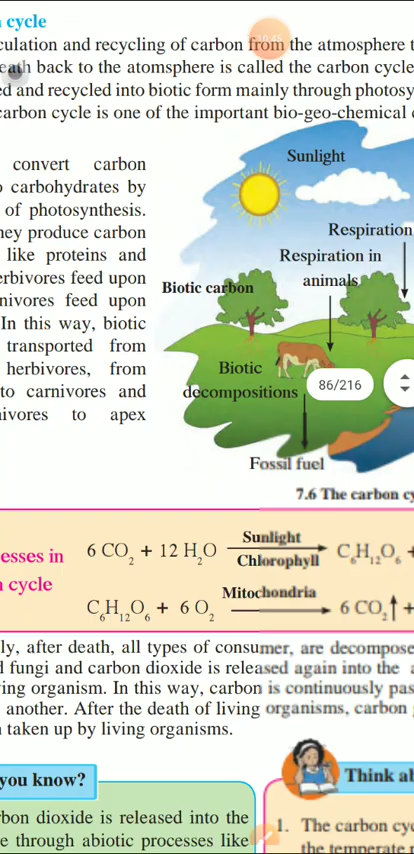 cycle
culation and recycling of carbon from the atmosphere t
eath back to the atomsphere is called the carbon cycle
ed and recycled into biotic form mainly through photosy
carbon cycle is one of the important bio-geo-chemical
convert carbon
carbohydrates by
of photosynthesis.
hey produce carbon
like proteins and
erbivores feed upon
nivores feed upon
In this way, biotic
transported from
herbivores, from
to carnivores and
nivores to apex
Sunlight
Respiration
Respiration in
animals
Biotic carbon
Biotic
decompositions
86/216
Fossil fuel
7.6 The carbon cy
esses in
cycle
6 CO₂ + 12 H₂O Sunlight Chlorophyll C₆H₁₂O₆ +
C₆H₁₂O₆ + 6 O₂ Mitochondria 6 CO₂↑ +
ly, after death, all types of consumer, are decompose
d fungi and carbon dioxide is released again into the a
ing organism. In this way, carbon is continuously pas
another. After the death of living organisms, carbon
taken up by living organisms.
you know?
rbon dioxide is released into the
e through abiotic processes like
Think ab
1. The carbon cyc
the temperate r